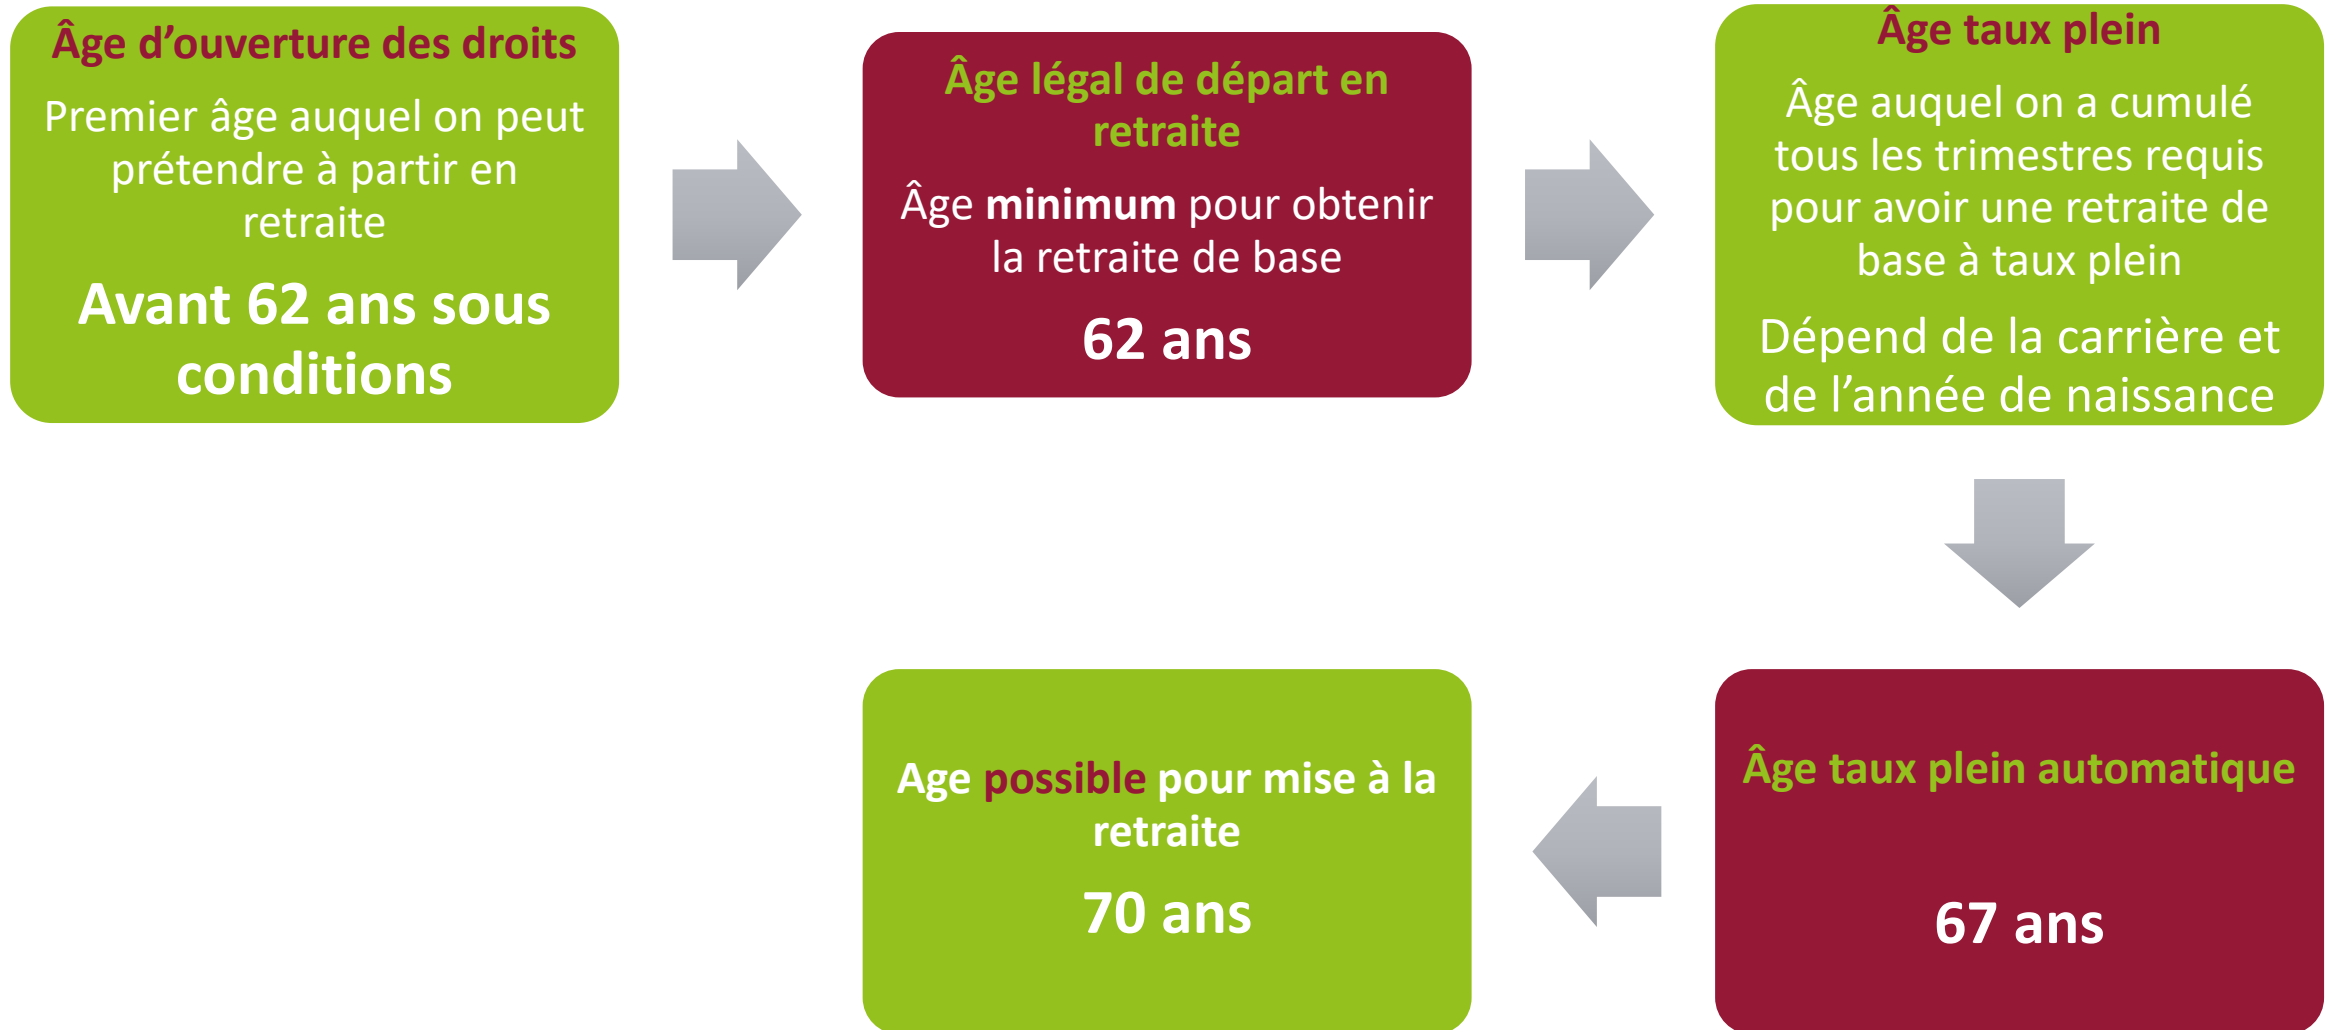 Âge d'ouverture des droits
Premier âge auquel on peut
prétendre à partir en
retraite
Avant 62 ans sous
conditions
Âge légal de départ en
retraite
Âge minimum pour obtenir
la retraite de base
62 ans
Âge taux plein
Âge auquel on a cumulé
tous les trimestres requis
pour avoir une retraite de
base à taux plein
Dépend de la carrière et
de l'année de naissance
Âge taux plein automatique
67 ans
Age possible pour mise à la
retraite
70 ans